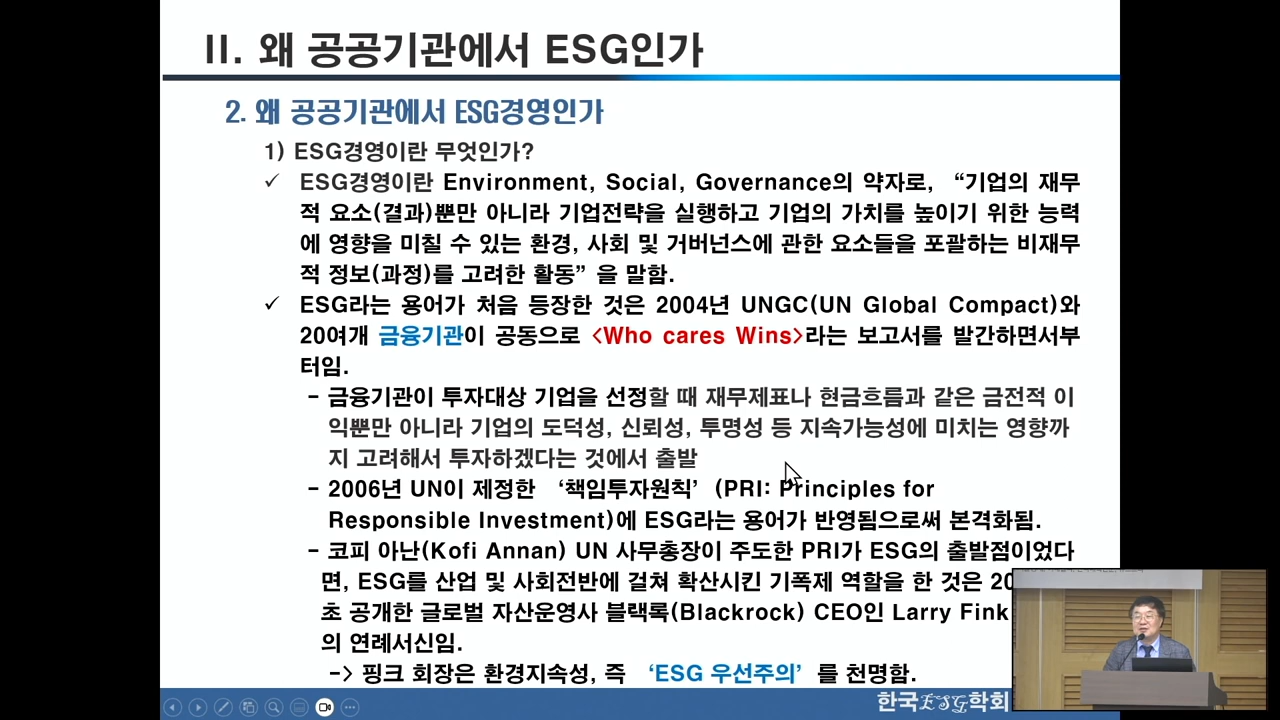 II. 왜 공공기관에서 ESG인가
2. 왜 공공기관에서 ESG경영인가
1) ESG경영이란 무엇인가?
✓ ESG경영이란 Environment, Social, Governance의 약자로, “기업의 재무
적 요소(결과)뿐만 아니라 기업전략을 실행하고 기업의 가치를 높이기 위한 능력
에 영향을 미칠 수 있는 환경, 사회 및 거버넌스에 관한 요소들을 포괄하는 비재무
적 정보(과정)를 고려한 활동” 을 말함.
✓ ESG라는 용어가 처음 등장한 것은 2004년 UNGC(UN Global Compact)와
20여개 금융기관이 공동으로 <Who cares Wins>라는 보고서를 발간하면서부
터임.
- 금융기관이 투자대상 기업을 선정할 때 재무제표나 현금흐름과 같은 금전적 이
익뿐만 아니라 기업의 도덕성, 신뢰성, 투명성 등 지속가능성에 미치는 영향까
지 고려해서 투자하겠다는 것에서 출발
- 2006년 UN이 제정한 ‘책임투자원칙’ (PRI: Principles for
Responsible Investment)에 ESG라는 용어가 반영됨으로써 본격화됨.
- 코피 아난(Kofi Annan) UN 사무총장이 주도한 PRI가 ESG의 출발점이었다
면, ESG를 산업 및 사회전반에 걸쳐 확산시킨 기폭제 역할을 한 것은 20
초 공개한 글로벌 자산운영사 블랙록(Blackrock) CEO인 Larry Fink
의 연례서신임.
-> 핑크 회장은 환경지속성, 즉 ‘ESG 우선주의’ 를 천명함.
한국ESG학회